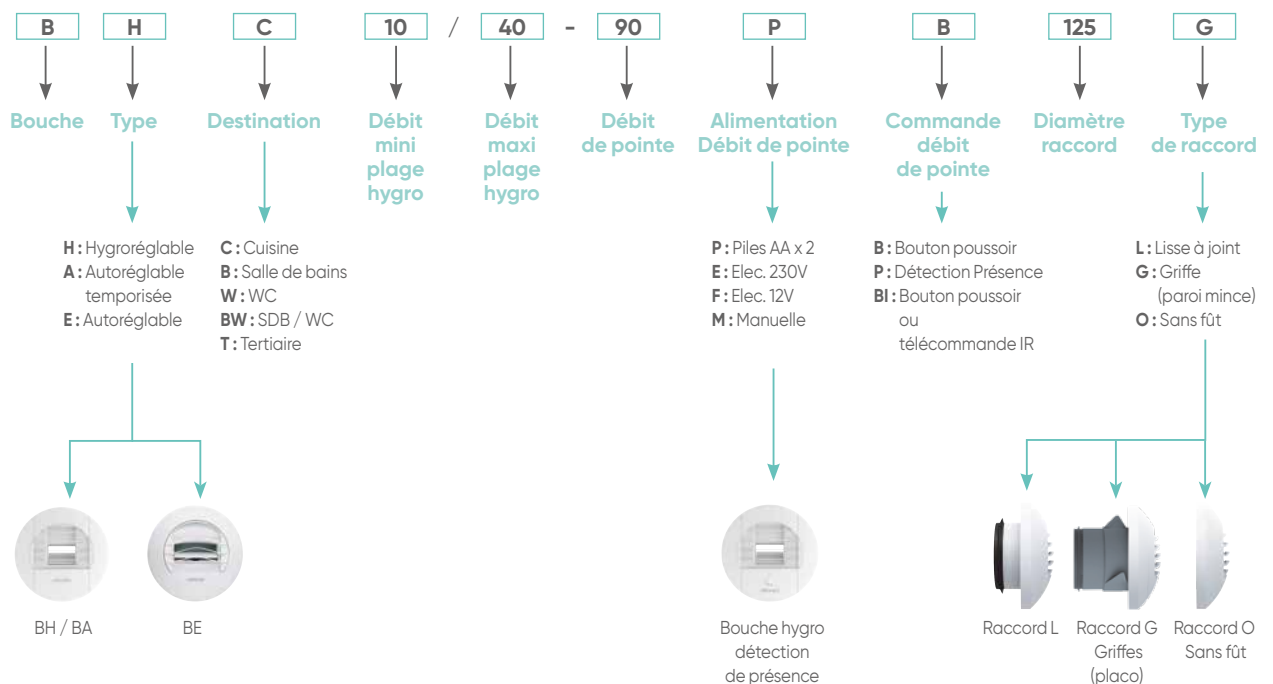 B H C 10 / 40 - 90 P B 125 G
Bouche
Type
Destination
Débit
mini
plage
hygro
Débit
maxi
plage
hygro
Débit
de pointe
Alimentation
Débit de pointe
Commande
débit
de pointe
Diamètre
raccord
Type
de raccord
H : Hygroréglable
A : Autoréglable
temporisée
E : Autoréglable
C : Cuisine
B : Salle de bains
W : WC
BW : SDB / WC
T : Tertiaire
P : Piles AA x 2
E : Elec. 230V
F : Elec. 12V
M : Manuelle
B : Bouton poussoir
P : Détection Présence
BI : Bouton poussoir
ou
télécommande IR
L : Lisse à joint
G : Griffe
(paroi mince)
O : Sans fût
BH / BA
BE
Bouche hygro
détection
de présence
Raccord L
Raccord G
Griffes
(placo)
Raccord O
Sans fût